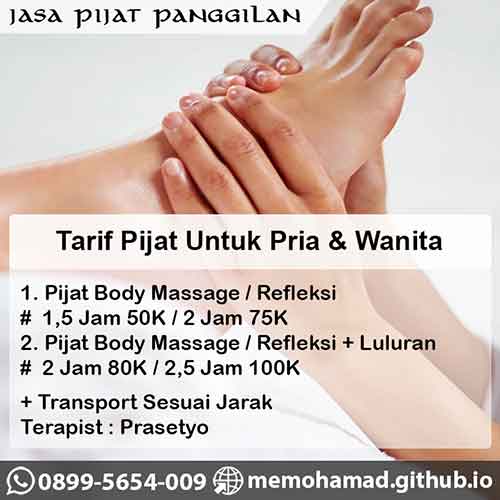 JASA PIJAT PANGGILAN
Tarif Pijat Untuk Pria & Wanita
1. Pijat Body Massage / Refleksi
# 1,5 Jam 50K / 2 Jam 75K
2. Pijat Body Massage / Refleksi + Luluran
# 2 Jam 80K / 2,5 Jam 100K
+ Transport Sesuai Jarak
Terapist : Prasetyo
0899-5654-009 memohamad.github.io